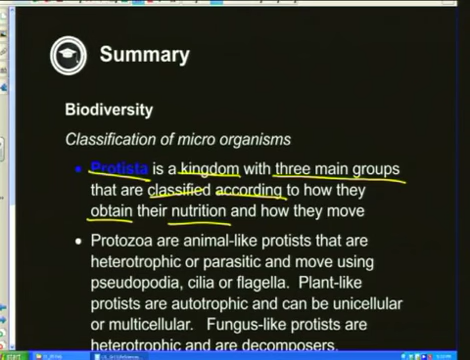 Summary
Biodiversity
Classification of micro organisms
• Protista is a kingdom with three main groups
that are classified according to how they
obtain their nutrition and how they move
• Protozoa are animal-like protists that are
heterotrophic or parasitic and move using
pseudopodia, cilia or flagella. Plant-like
protists are autotrophic and can be unicellular
or multicellular. Fungus-like protists are
heterotrophic and are decomposers.
start